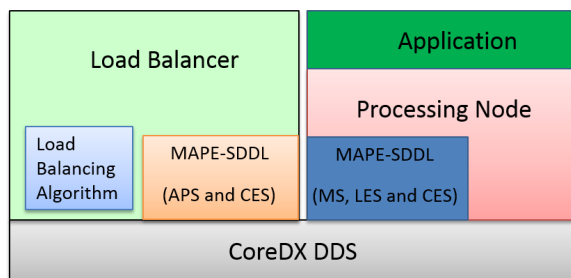 Load Balancer
Load
Balancing
Algorithm
MAPE-SDDL
(APS and CES)
Application
Processing Node
MAPE-SDDL
(MS, LES and CES)
CoreDX DDS